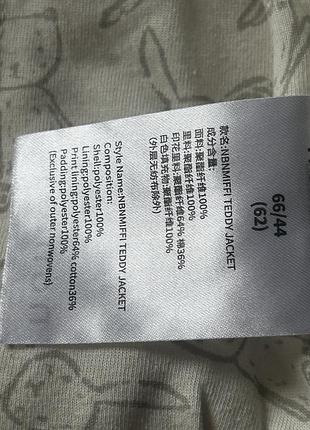 66/44
(62)
款名:NBNMIFFI TEDDY JACKET
成分含量:
面料:聚酯纤维100%
里料:聚酯纤维100%
印花里料:聚酯纤维64% 棉36%
白色填充物:聚酯纤维100%
(外层无纺布除外)
Style Name:NBNMIFFI TEDDY JACKET
Composition:
Shell:polyester100%
Lining:polyester100%
Print lining:polyester64% cotton36%
Padding:polyester100%
(Exclusive of outer nonwovens)